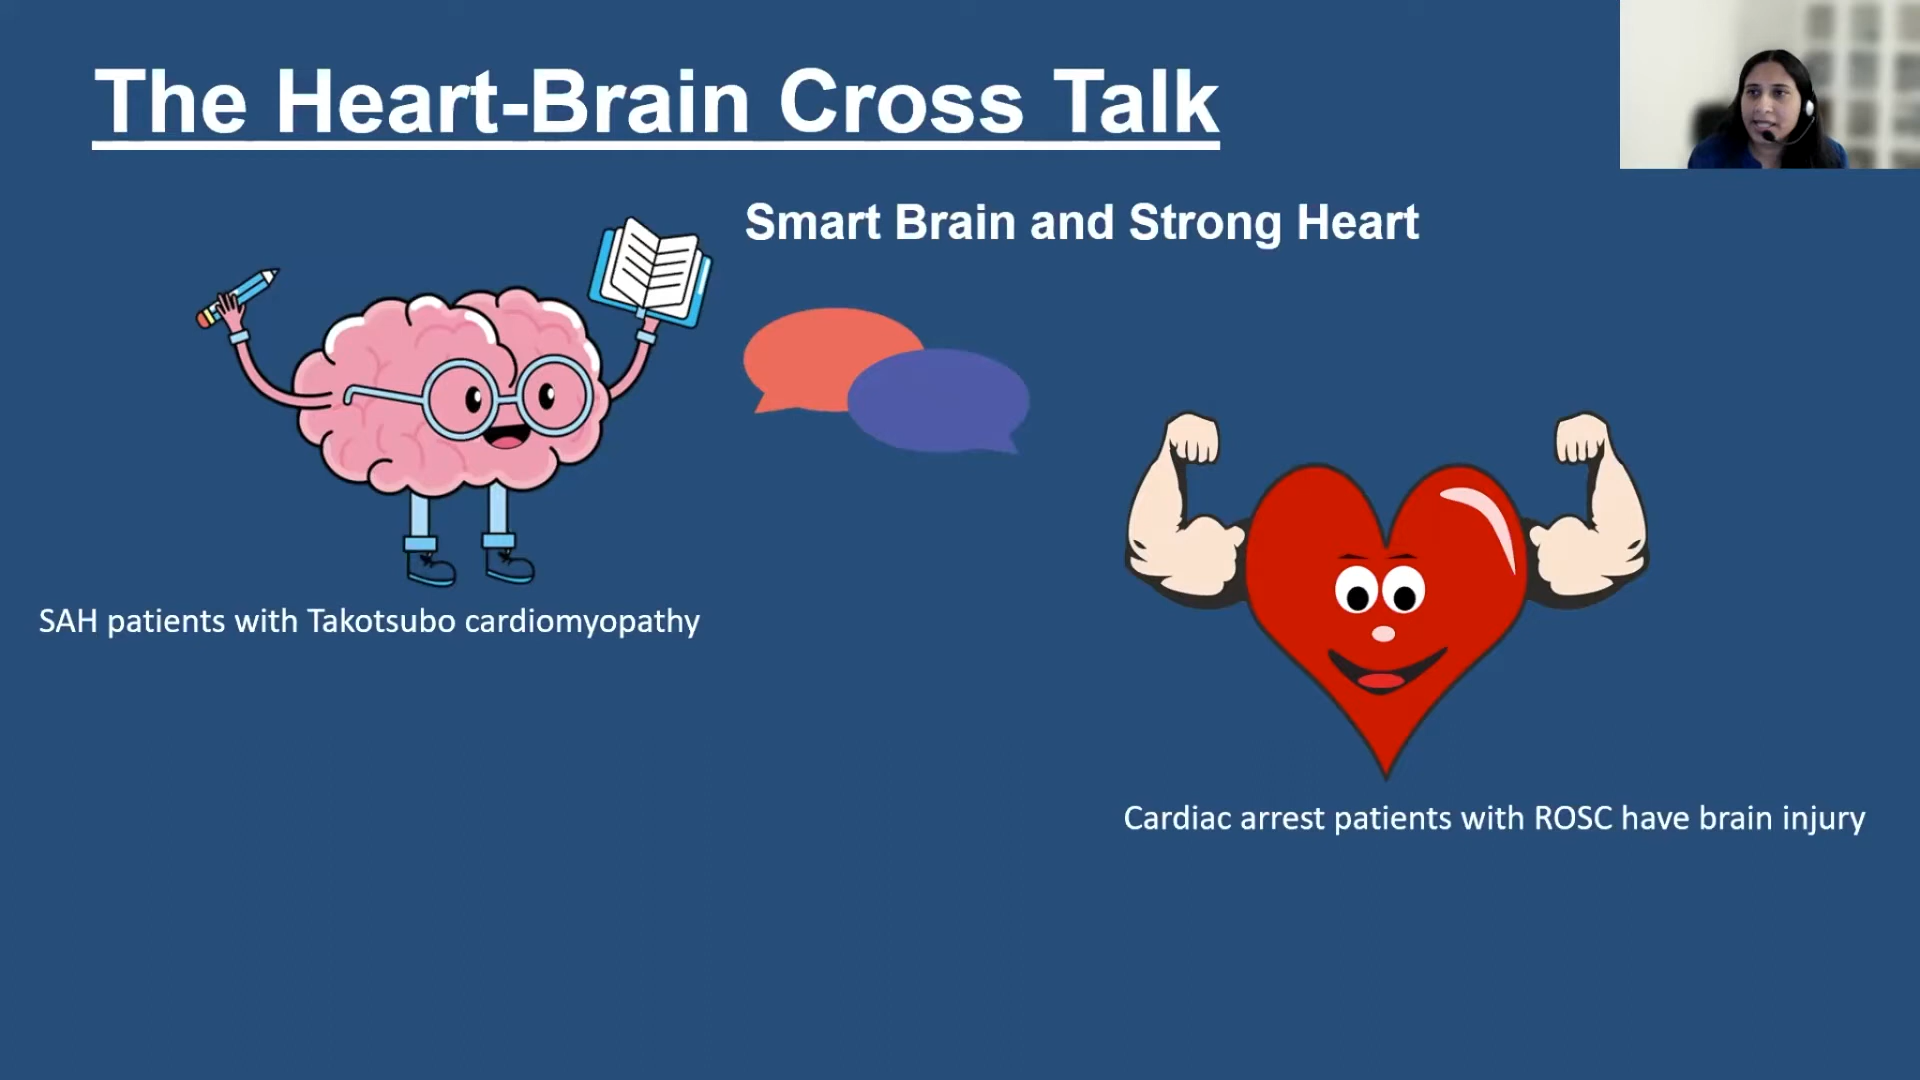 The Heart-Brain Cross Talk
Smart Brain and Strong Heart
SAH patients with Takotsubo cardiomyopathy
Cardiac arrest patients with ROSC have brain injury